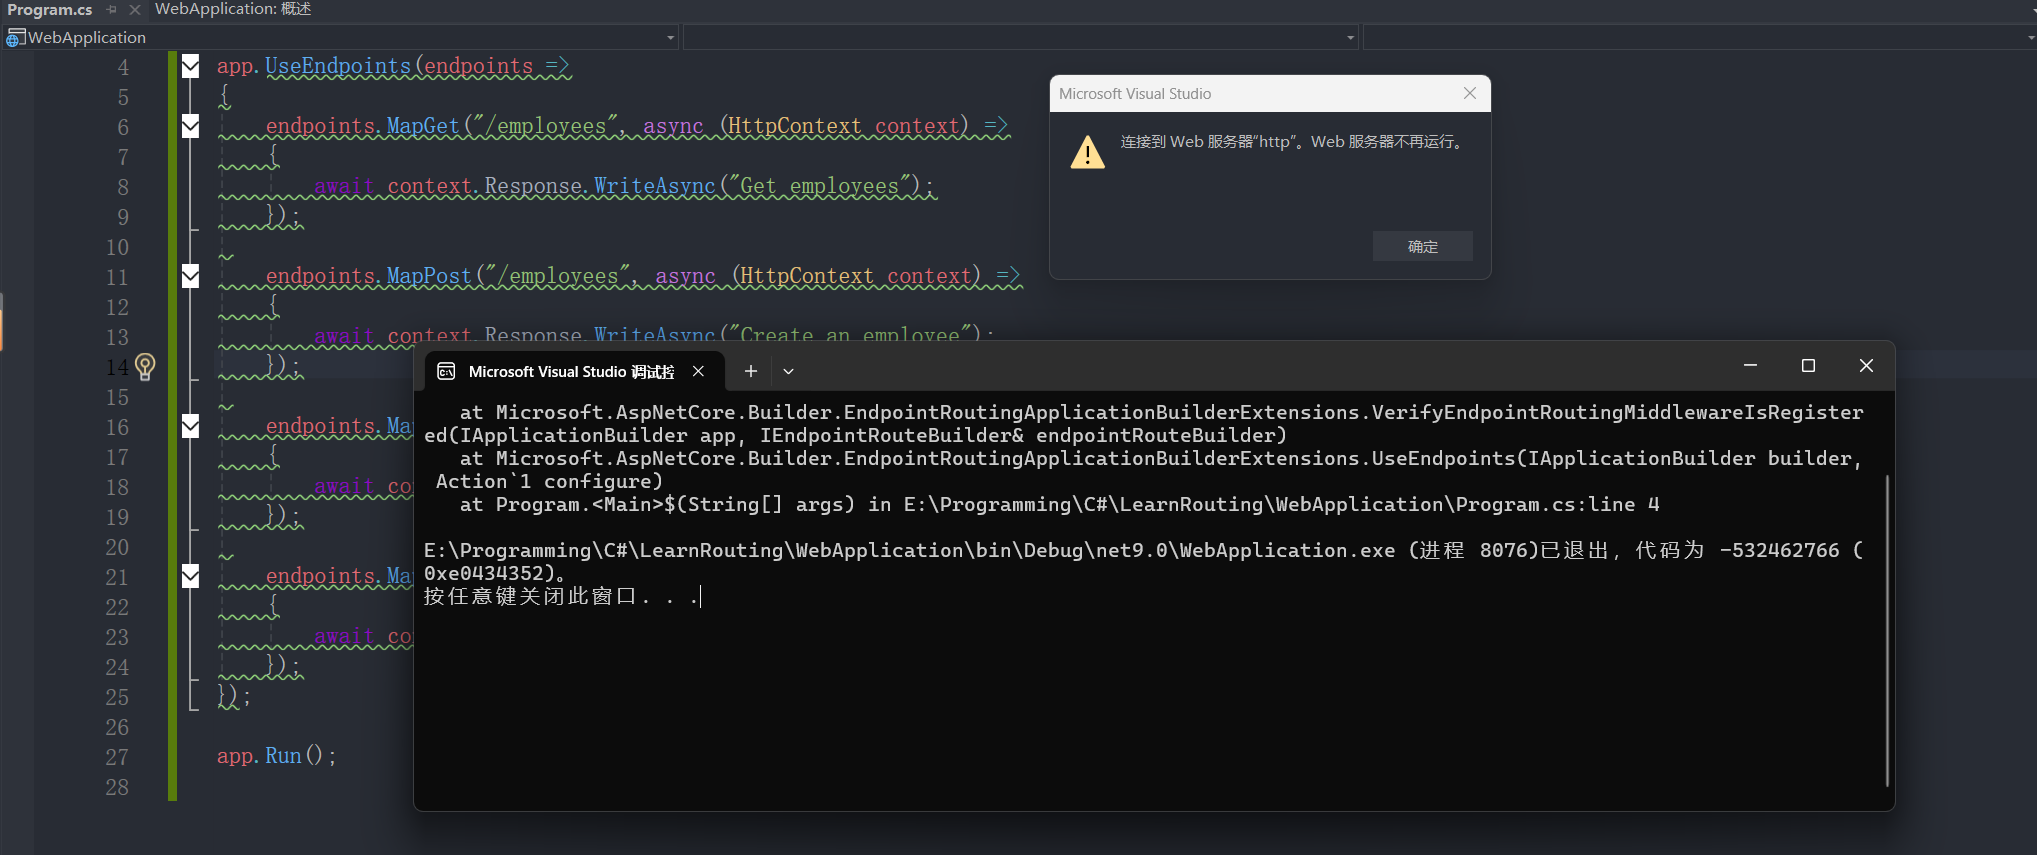 Program.cs
WebApplication: 概述
WebApplication
4 app.UseEndpoints(endpoints =>
5 {
6 endpoints.MapGet("/employees", async (HttpContext context) =>
7 {
8 await context.Response.WriteAsync("Get employees");
9 });
10
11 endpoints.MapPost("/employees", async (HttpContext context) =>
12 {
13 await context.Response.WriteAsync("Create an employee");
14 });
15
16 endpoints.Ma
17 {
18 await co
19 });
20
21 endpoints.Ma
22 {
23 await co
24 });
25 });
26
27 app.Run();
28
Microsoft Visual Studio
连接到 Web 服务器“http”。Web 服务器不再运行。
确定
Microsoft Visual Studio 调试控
at Microsoft.AspNetCore.Builder.EndpointRoutingApplicationBuilderExtensions.VerifyEndpointRoutingMiddlewareIsRegister
ed(IApplicationBuilder app, IEndpointRouteBuilder& endpointRouteBuilder)
at Microsoft.AspNetCore.Builder.EndpointRoutingApplicationBuilderExtensions.UseEndpoints(IApplicationBuilder builder,
Action`1 configure)
at Program.<Main>$(String[] args) in E:\Programming\C#\LearnRouting\WebApplication\Program.cs:line 4
E:\Programming\C#\LearnRouting\WebApplication\bin\Debug\net9.0\WebApplication.exe (进程 8076)已退出，代码为 -532462766 (
0xe0434352)。
按任意键关闭此窗口. . .